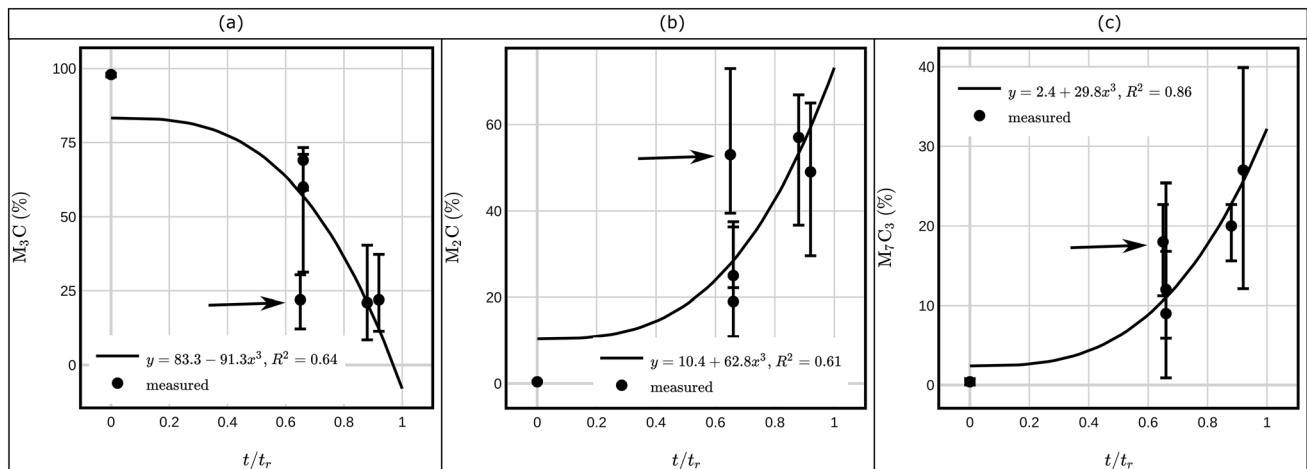 (a)
(b)
(c)
M₃C (%)
100
75
50
25
0
y = 83.3 − 91.3x³, R² = 0.64
measured
0
0.2
0.4
0.6
0.8
1
t/tᵣ
M₂C (%)
60
40
20
0
y = 10.4 + 62.8x³, R² = 0.61
measured
0
0.2
0.4
0.6
0.8
1
t/tᵣ
M₇C₃ (%)
40
30
20
10
0
y = 2.4 + 29.8x³, R² = 0.86
measured
0
0.2
0.4
0.6
0.8
1
t/tᵣ